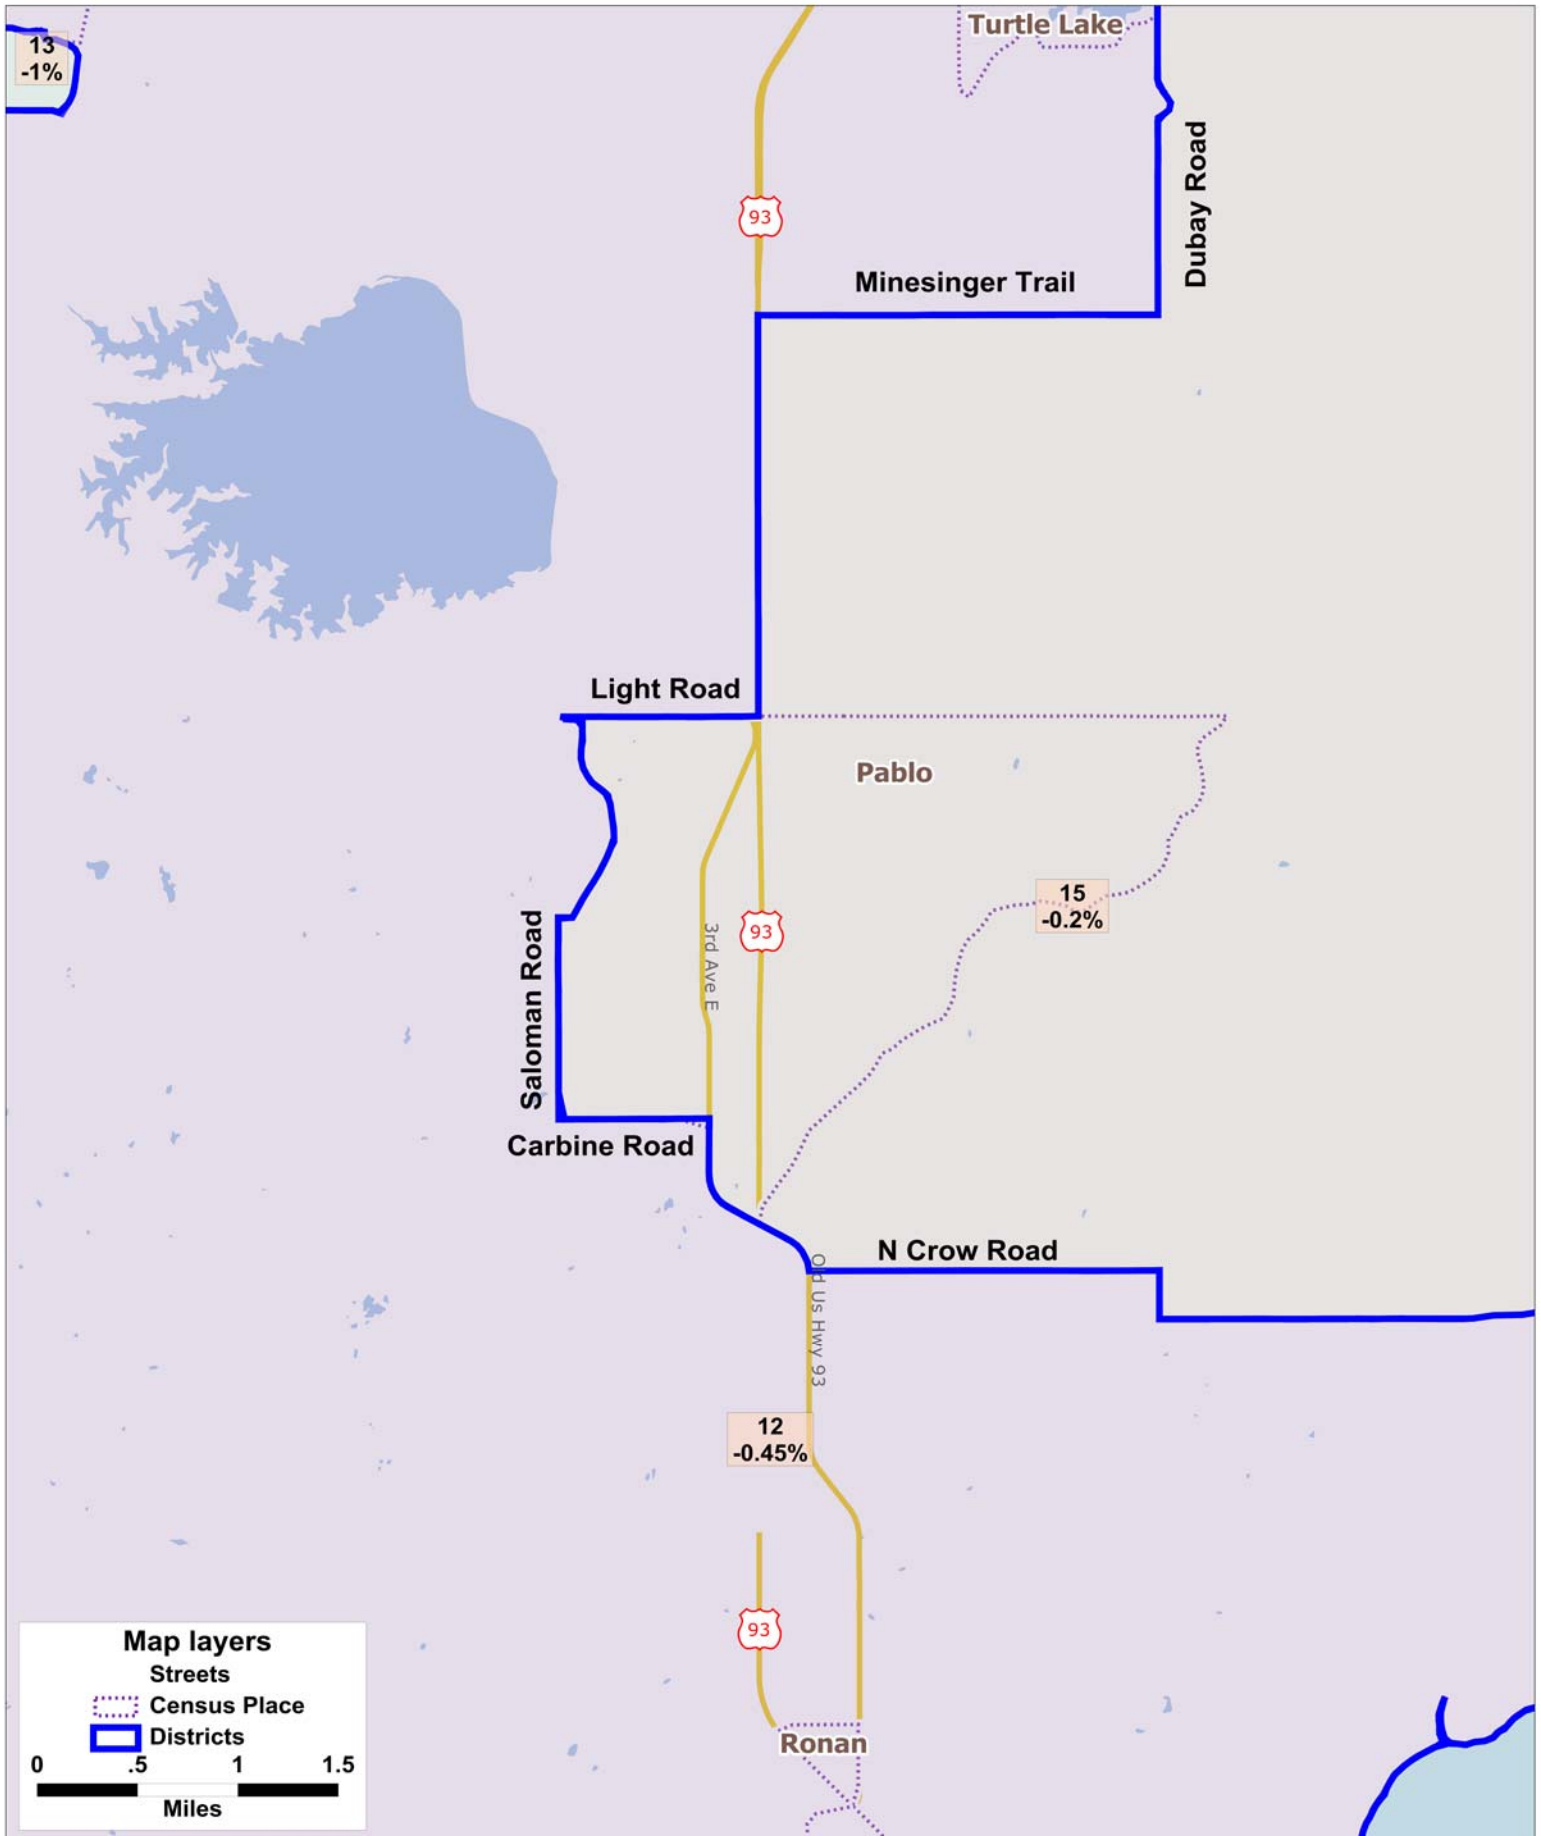 Turtle Lake
13
-1%
Dubay Road
93
Minesinger Trail
Light Road
Pablo
15
-0.2%
93
3rd Ave E
Saloman Road
Carbine Road
N Crow Road
Old Us Hwy 93
12
-0.45%
93
Ronan
Map layers
Streets
Census Place
Districts
0 .5 1 1.5
Miles